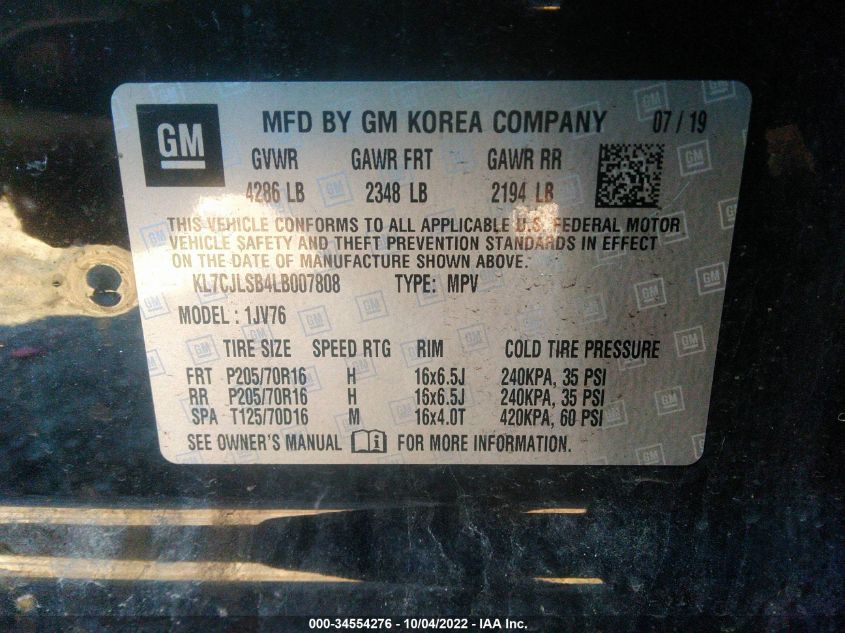 GM MFD BY GM KOREA COMPANY 07/19
GVWR GAWR FRT GAWR RR
4286 LB 2348 LB 2194 LB
THIS VEHICLE CONFORMS TO ALL APPLICABLE U.S. FEDERAL MOTOR
VEHICLE SAFETY AND THEFT PREVENTION STANDARDS IN EFFECT
ON THE DATE OF MANUFACTURE SHOWN ABOVE.
KL7CJLSB4LB007808 TYPE: MPV
MODEL : 1JV76
TIRE SIZE SPEED RTG RIM COLD TIRE PRESSURE
FRT P205/70R16 H 16x6.5J 240KPA, 35 PSI
RR P205/70R16 H 16x6.5J 240KPA, 35 PSI
SPA T125/70D16 M 16x4.0T 420KPA, 60 PSI
SEE OWNER'S MANUAL FOR MORE INFORMATION.
000-34554276 - 10/04/2022 - IAA Inc.